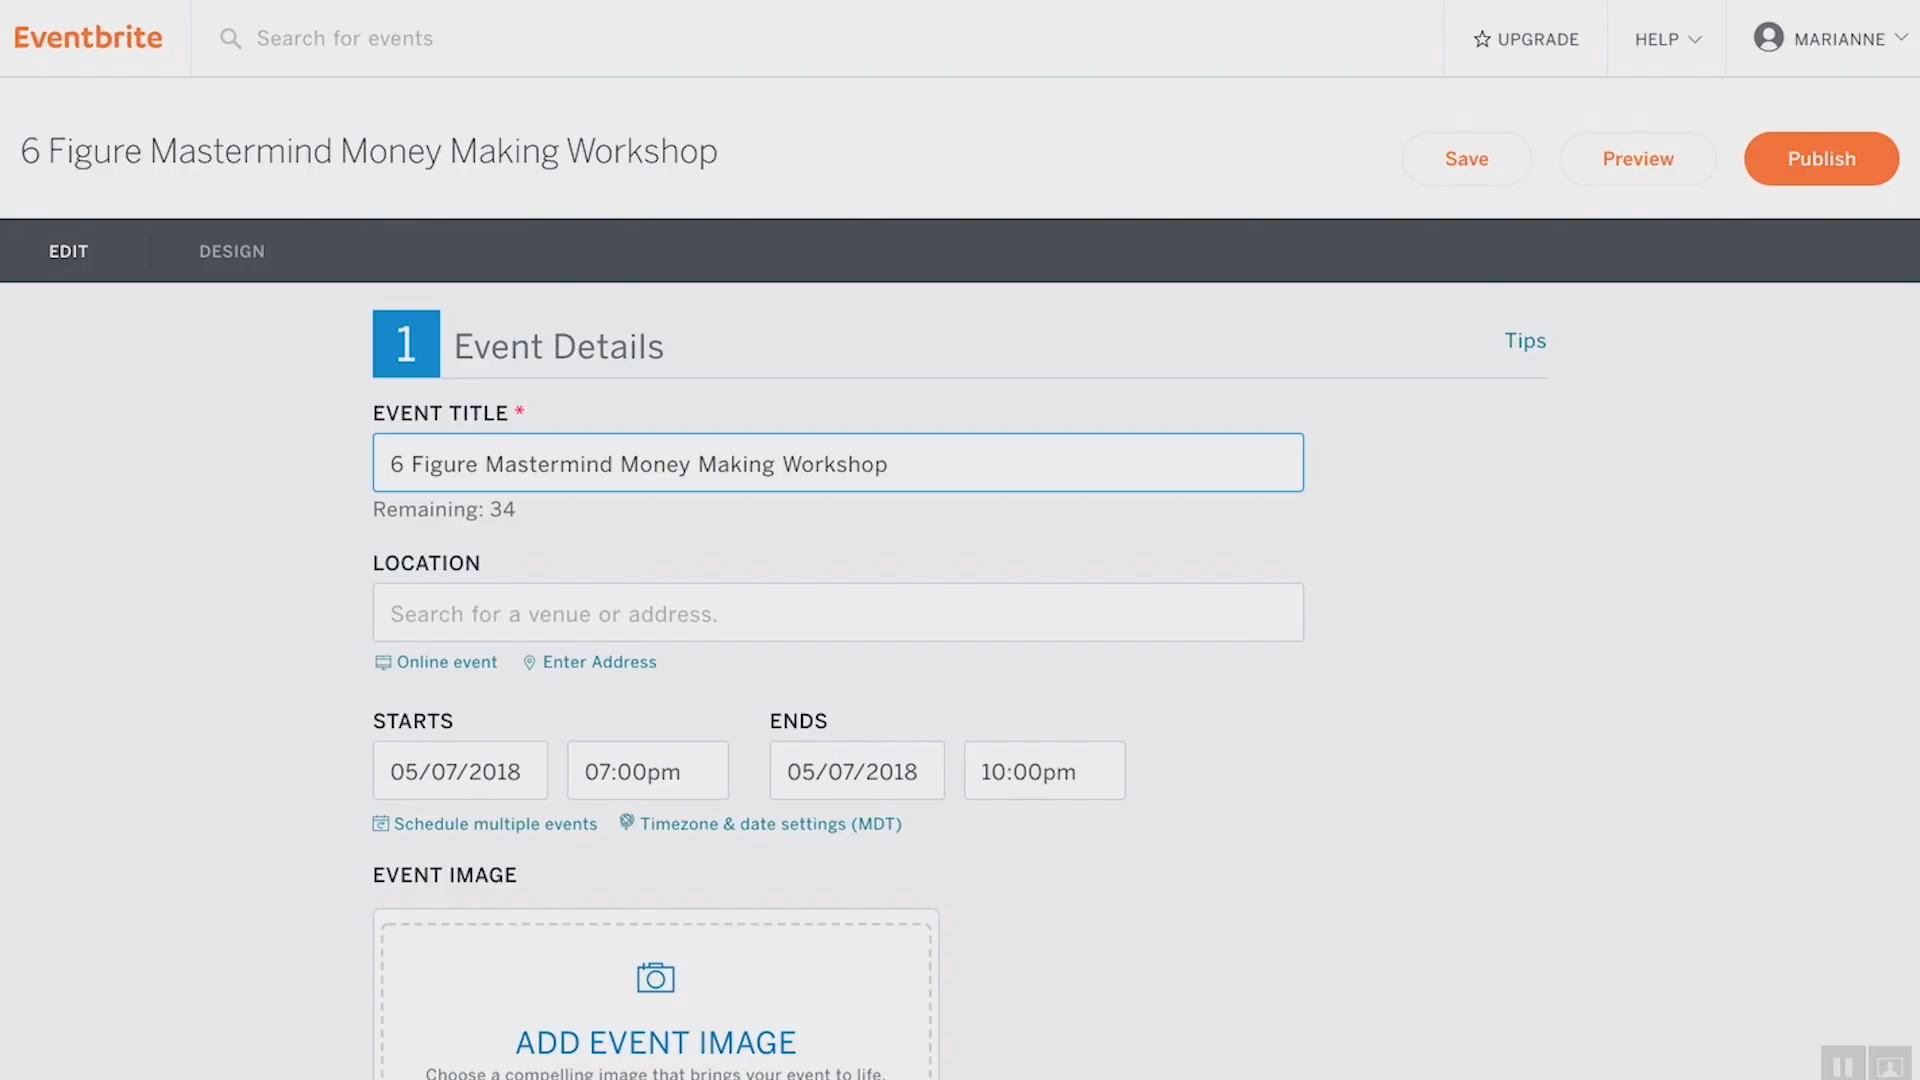 Eventbrite
Search for events
UPGRADE
HELP
MARIANNE
6 Figure Mastermind Money Making Workshop
Save
Preview
Publish
EDIT
DESIGN
1
Event Details
Tips
EVENT TITLE *
6 Figure Mastermind Money Making Workshop
Remaining: 34
LOCATION
Search for a venue or address.
Online event
Enter Address
STARTS
ENDS
05/07/2018
07:00pm
05/07/2018
10:00pm
Schedule multiple events
Timezone & date settings (MDT)
EVENT IMAGE
ADD EVENT IMAGE
Choose a compelling image that brings your event to life.